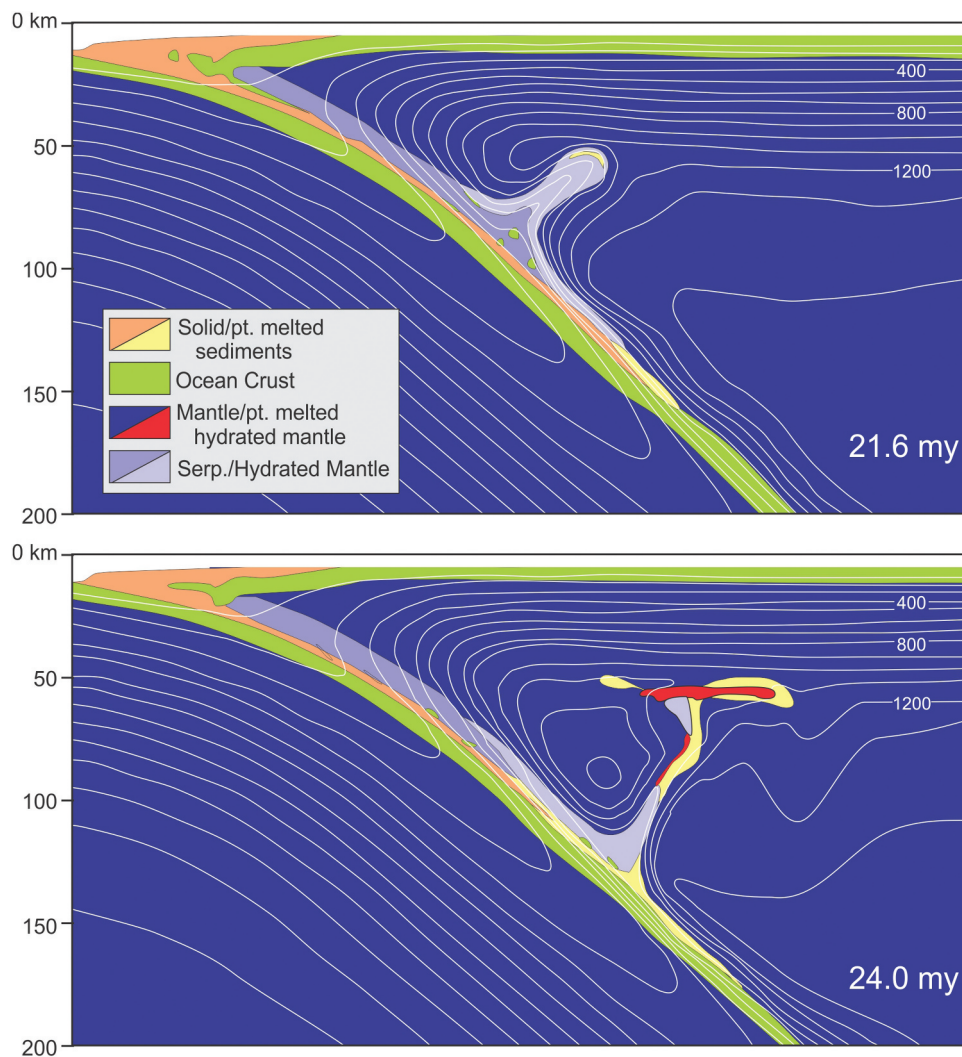 0 km
400
800
50
1200
100
Solid/pt. melted
sediments
Ocean Crust
150
Mantle/pt. melted
hydrated mantle
21.6 my
Serp./Hydrated Mantle
200
0 km
400
800
50
1200
100
150
24.0 my
200